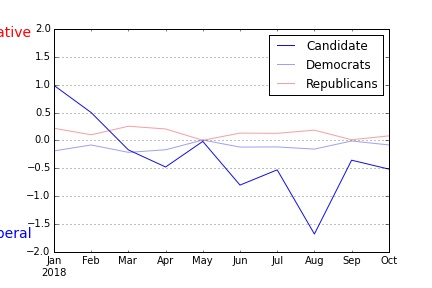 ative
beral
2.0
1.5
1.0
0.5
0.0
−0.5
−1.0
−1.5
−2.0
Candidate
Democrats
Republicans
Jan Feb Mar Apr May Jun Jul Aug Sep Oct
2018